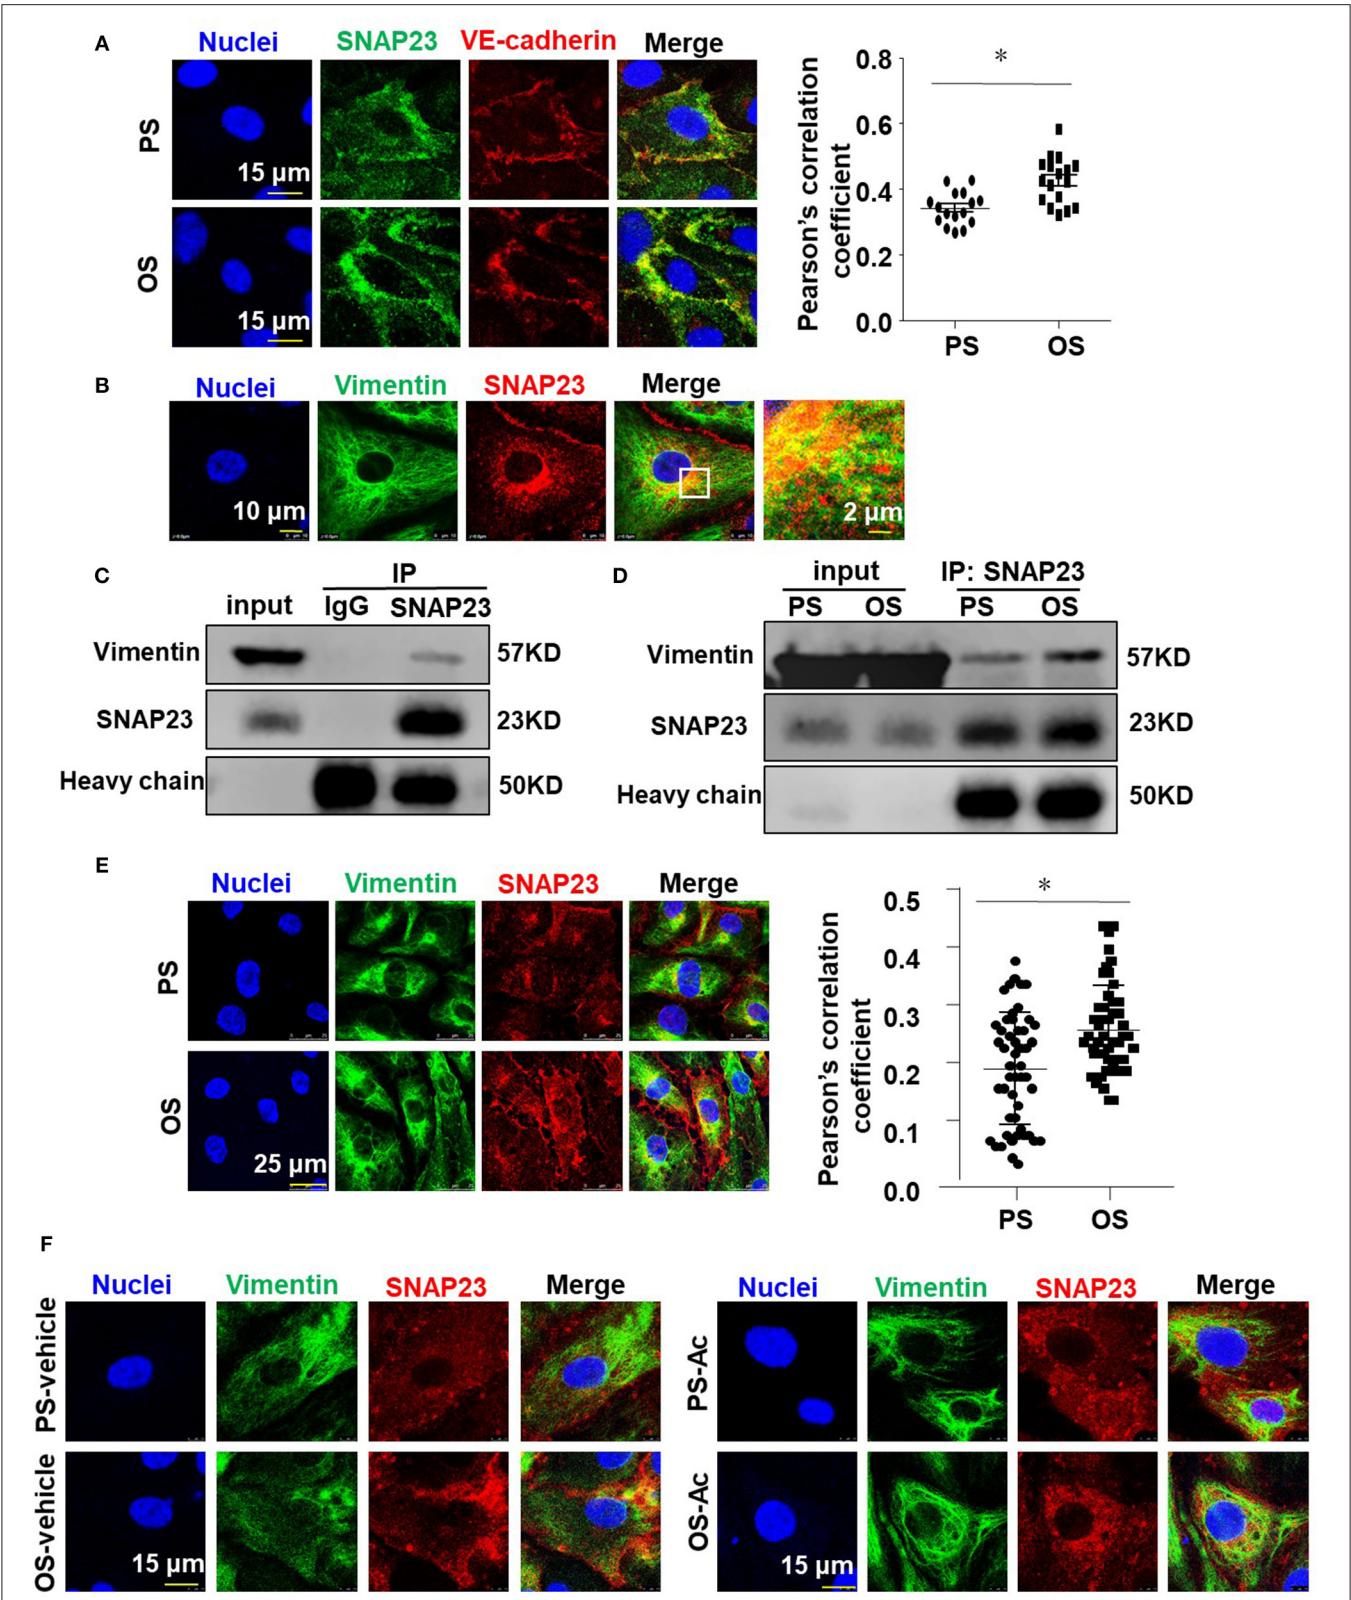 A
Nuclei SNAP23 VE-cadherin Merge
PS
15 µm
OS
15 µm
Pearson's correlation
coefficient
0.8
0.6
0.4
0.2
0.0
*
PS OS
B
Nuclei Vimentin SNAP23 Merge
10 µm
2 µm
C
IP
input IgG SNAP23
Vimentin 57KD
SNAP23 23KD
Heavy chain 50KD
D
input IP: SNAP23
PS OS PS OS
Vimentin 57KD
SNAP23 23KD
Heavy chain 50KD
E
Nuclei Vimentin SNAP23 Merge
PS
OS
25 µm
Pearson's correlation
coefficient
0.5
0.4
0.3
0.2
0.1
0.0
*
PS OS
F
Nuclei Vimentin SNAP23 Merge
PS-vehicle
OS-vehicle
15 µm
Nuclei Vimentin SNAP23 Merge
PS-Ac
OS-Ac
15 µm